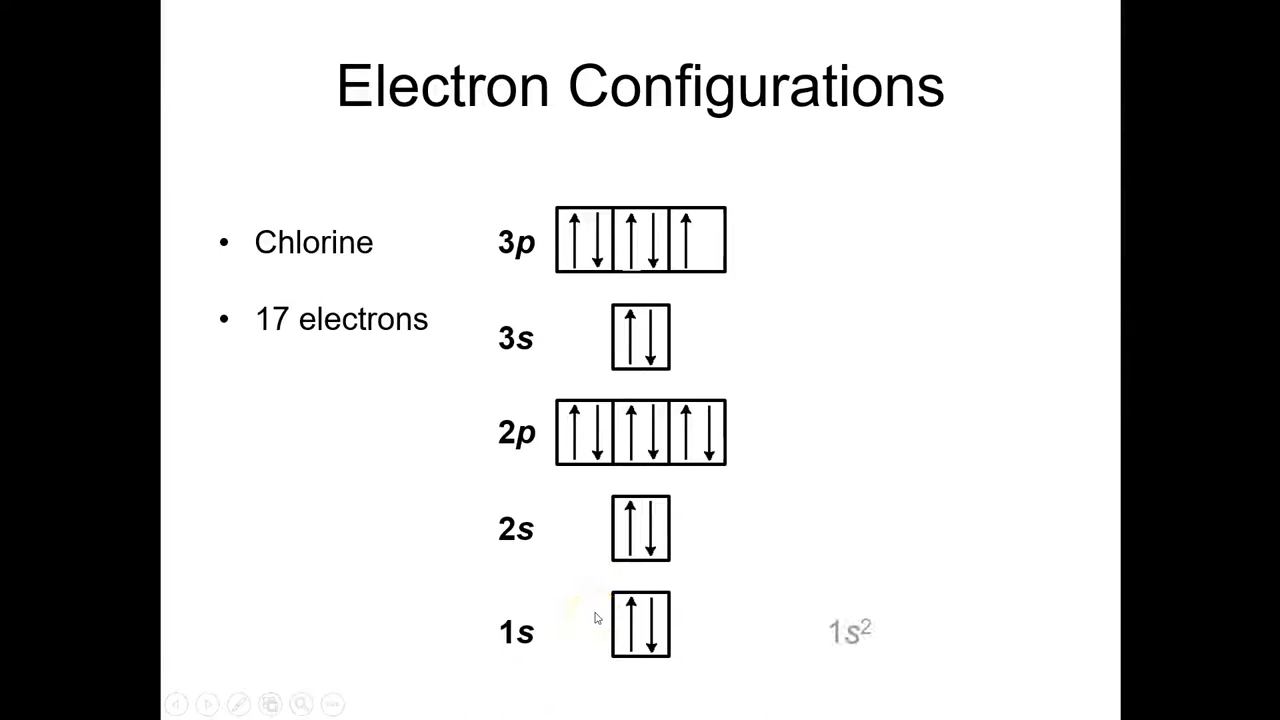 Electron Configurations
• Chlorine
3p
• 17 electrons
3s
2p
2s
1s
1s²